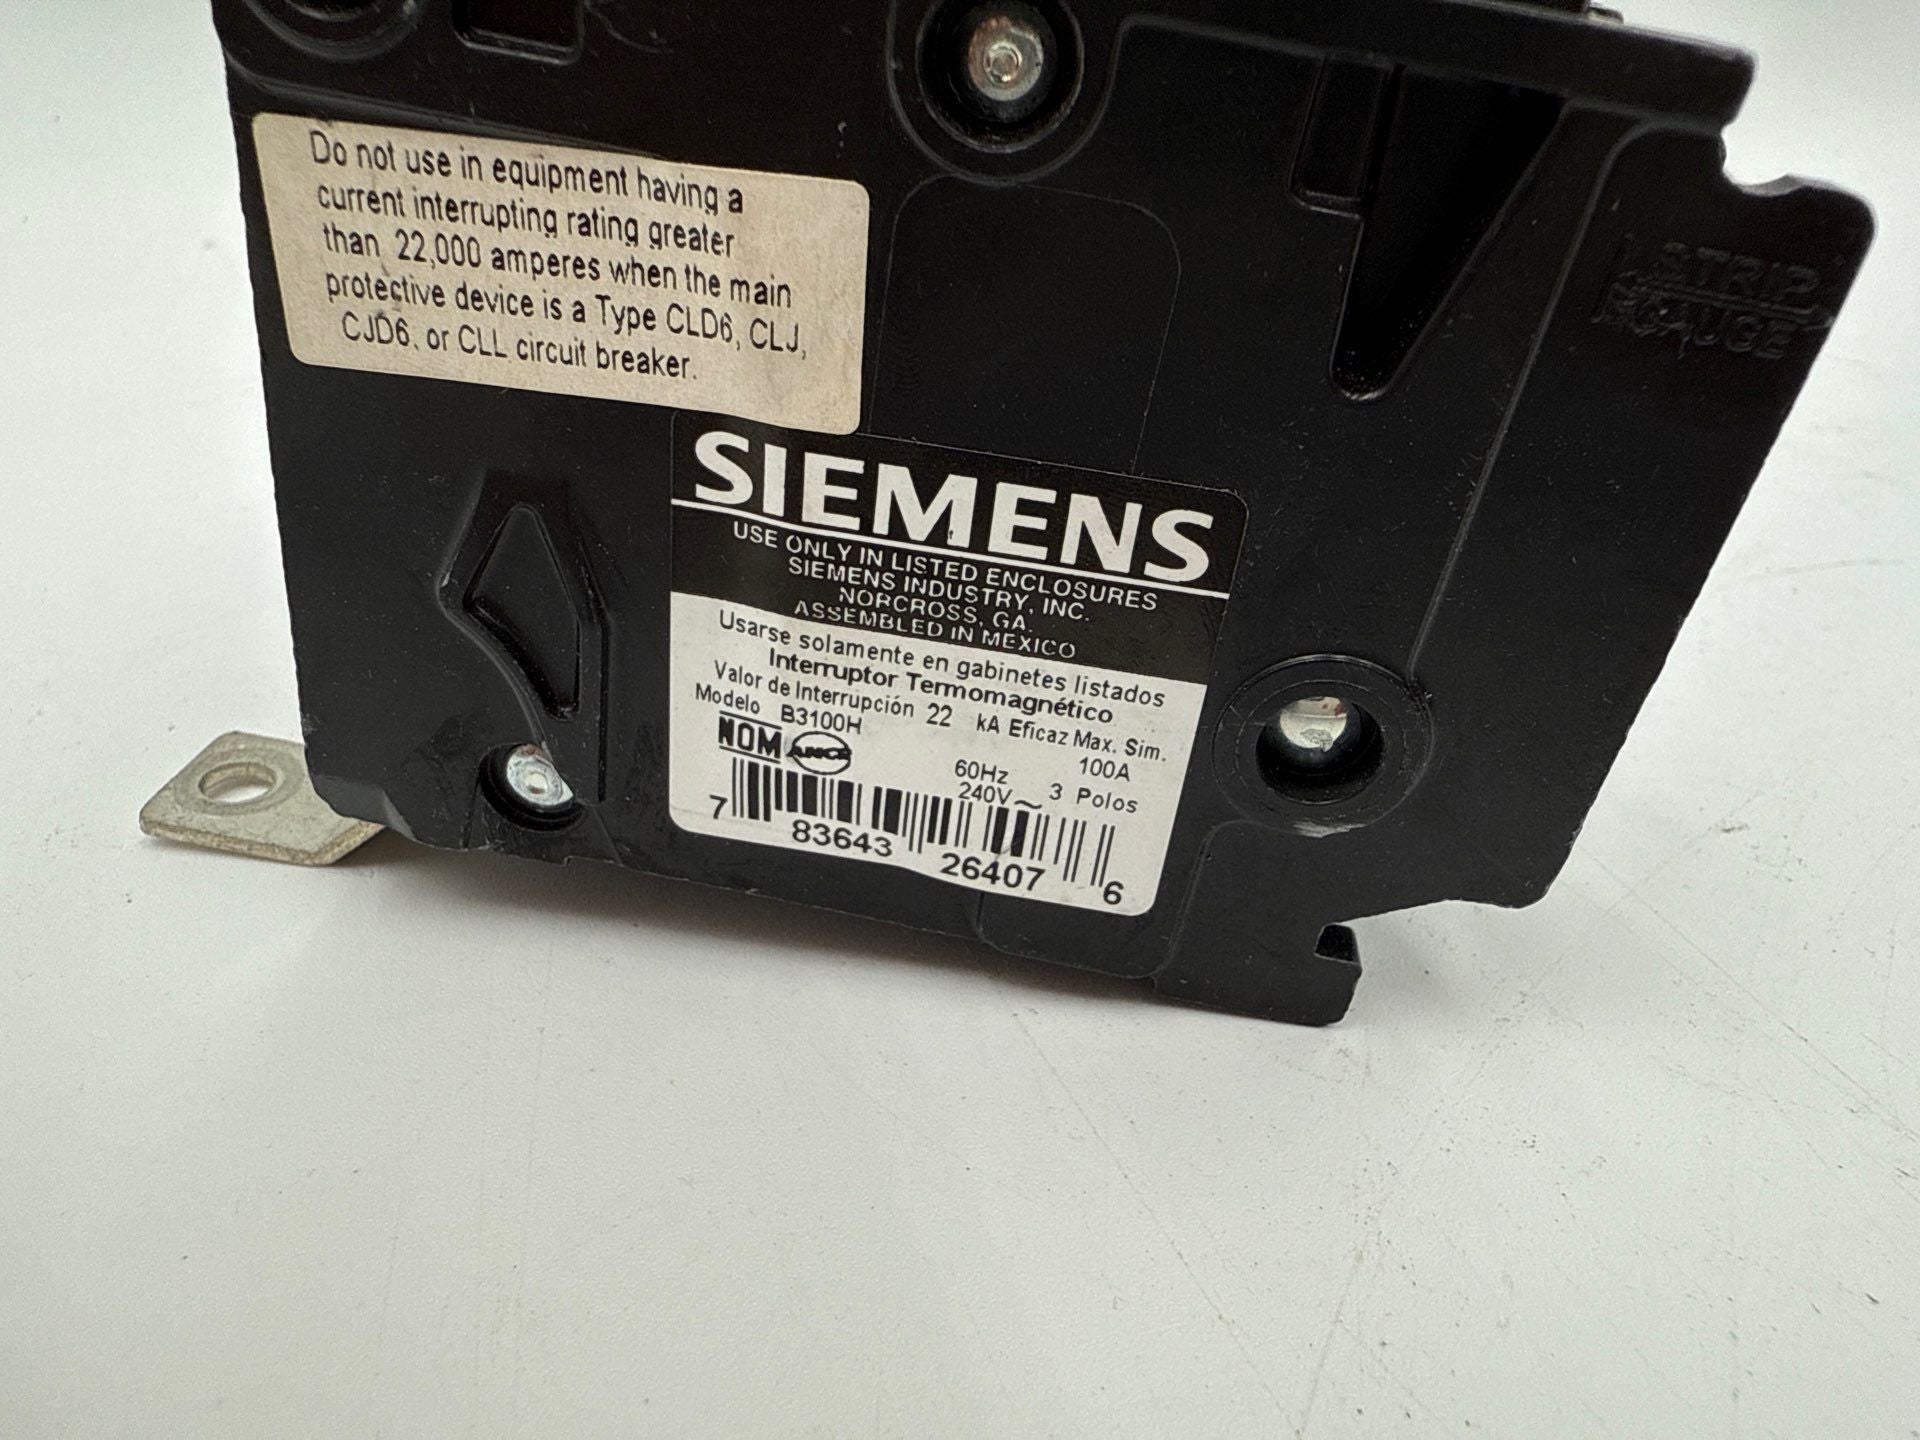 Do not use in equipment having a
current interrupting rating greater
than 22,000 amperes when the main
protective device is a Type CLD6, CLJ,
CJD6, or CLL circuit breaker.
STRIP
GAUGE
SIEMENS
USE ONLY IN LISTED ENCLOSURES
SIEMENS INDUSTRY, INC.
NORCROSS, GA.
ASSEMBLED IN MEXICO
Usarse solamente en gabinetes listados
Interruptor Termomagnético
Valor de Interrupción 22 kA Eficaz Max. Sim.
Modelo B3100H 100A
NOM ANCE 60Hz 3 Polos
240V~
7 83643 26407 6